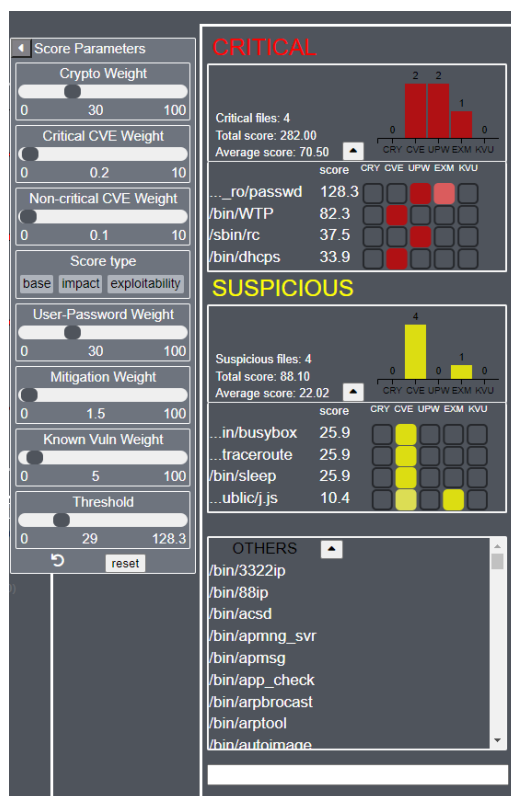 Score Parameters
Crypto Weight
0 30 100
Critical CVE Weight
0 0.2 10
Non-critical CVE Weight
0 0.1 10
Score type
base impact exploitability
User-Password Weight
0 30 100
Mitigation Weight
0 1.5 100
Known Vuln Weight
0 5 100
Threshold
0 29 128.3
reset
CRITICAL
Critical files: 4
Total score: 282.00
Average score: 70.50
0 2 2 1 0
CRY CVE UPW EXM KVU
score CRY CVE UPW EXM KVU
..._ro/passwd 128.3
/bin/WTP 82.3
/sbin/rc 37.5
/bin/dhcps 33.9
SUSPICIOUS
Suspicious files: 4
Total score: 88.10
Average score: 22.02
0 4 0 1 0
CRY CVE UPW EXM KVU
score CRY CVE UPW EXM KVU
...in/busybox 25.9
...traceroute 25.9
/bin/sleep 25.9
...ublic/j.js 10.4
OTHERS
/bin/3322ip
/bin/88ip
/bin/acsd
/bin/apmng_svr
/bin/apmsg
/bin/app_check
/bin/arpbrocast
/bin/arptool
/bin/autoimage